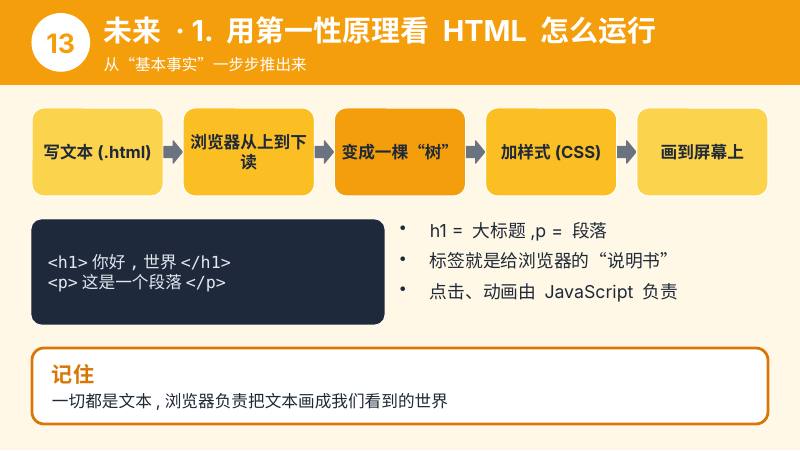 13
未来 · 1. 用第一性原理看 HTML 怎么运行
从“基本事实”一步步推出来
写文本 (.html)
浏览器从上到下
读
变成一棵“树”
加样式 (CSS)
画到屏幕上
<h1> 你好 , 世界 </h1>
<p> 这是一个段落 </p>
• h1 = 大标题 ,p = 段落
• 标签就是给浏览器的“说明书”
• 点击、动画由 JavaScript 负责
记住
一切都是文本 , 浏览器负责把文本画成我们看到的世界